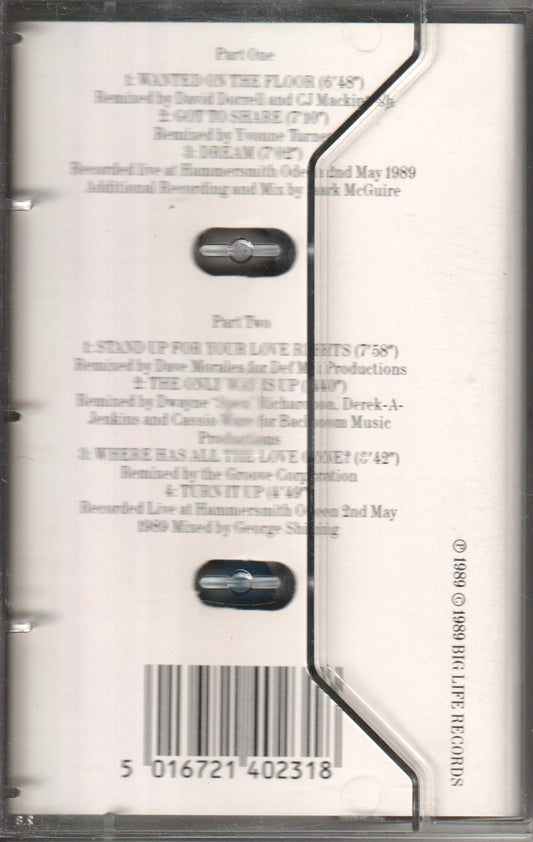 Part One
1: WANTED ON THE FLOOR (6'48")
Remixed by David Dorrell and CJ Mackintosh
2: GOT TO SHARE (7'10")
Remixed by Yvonne Turner
3: DREAM (7'02")
Recorded live at Hammersmith Odeon 2nd May 1989
Additional Recording and Mix by Mark McGuire
Part Two
1: STAND UP FOR YOUR LOVE RIGHTS (7'58")
Remixed by Dave Morales for Def Mix Productions
2: THE ONLY WAY IS UP
Remixed by Dwayne Richardson, Derek-A-
Jenkins and Cassio Ware for Backroom Music
Productions
3: WHERE HAS ALL THE LOVE GONE?
Remixed by the Groove Corporation
4: TURN IT UP (4'49")
Recorded Live at Hammersmith Odeon 2nd May
1989 Mixed by George Shilling
5 016721 402318
℗ 1989 © 1989 BIG LIFE RECORDS